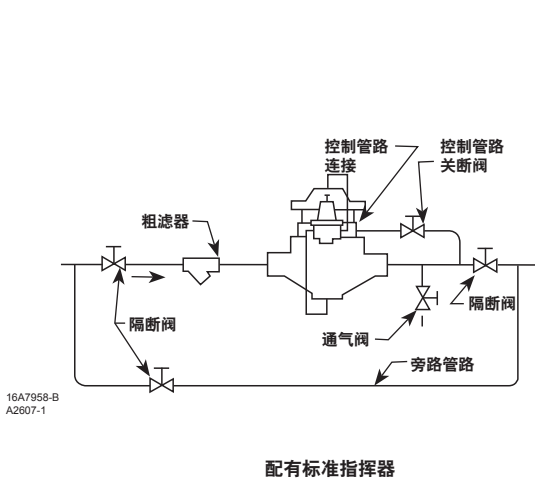 控制管路
连接
控制管路
关断阀
粗滤器
隔断阀
隔断阀
通气阀
旁路管路
16A7958-B
A2607-1
配有标准指挥器